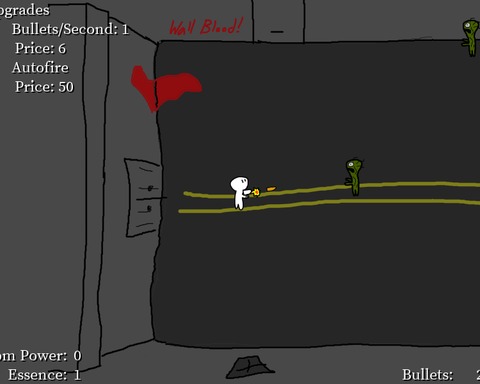 pgrades
Wall Blood!
Bullets/Second: 1
Price: 6
Autofire
Price: 50
om Power: 0
Essence: 1
Bullets: